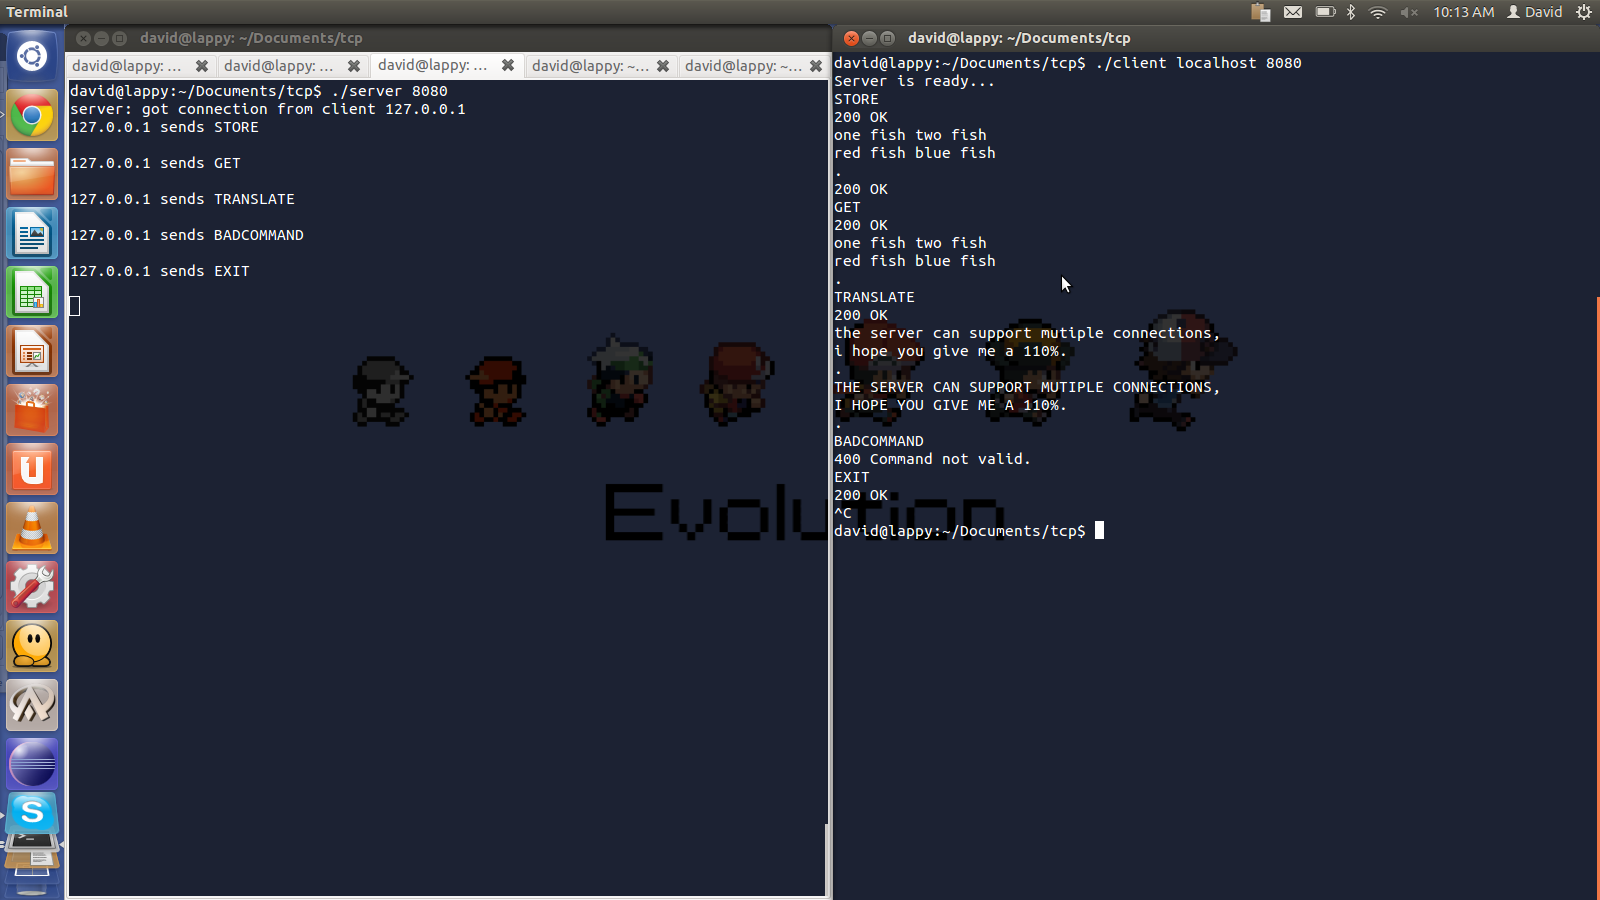 Terminal
10:13 AM
David
david@lappy: ~/Documents/tcp
david@lappy: ...
david@lappy: ...
david@lappy: ...
david@lappy: ~...
david@lappy: ~...
david@lappy:~/Documents/tcp$ ./server 8080
server: got connection from client 127.0.0.1
127.0.0.1 sends STORE
127.0.0.1 sends GET
127.0.0.1 sends TRANSLATE
127.0.0.1 sends BADCOMMAND
127.0.0.1 sends EXIT
david@lappy: ~/Documents/tcp
david@lappy:~/Documents/tcp$ ./client localhost 8080
Server is ready...
STORE
200 OK
one fish two fish
red fish blue fish
.
200 OK
GET
200 OK
one fish two fish
red fish blue fish
.
TRANSLATE
200 OK
the server can support mutiple connections,
i hope you give me a 110%.
.
THE SERVER CAN SUPPORT MUTIPLE CONNECTIONS,
I HOPE YOU GIVE ME A 110%.
.
BADCOMMAND
400 Command not valid.
EXIT
200 OK
^C
david@lappy:~/Documents/tcp$
Evolution